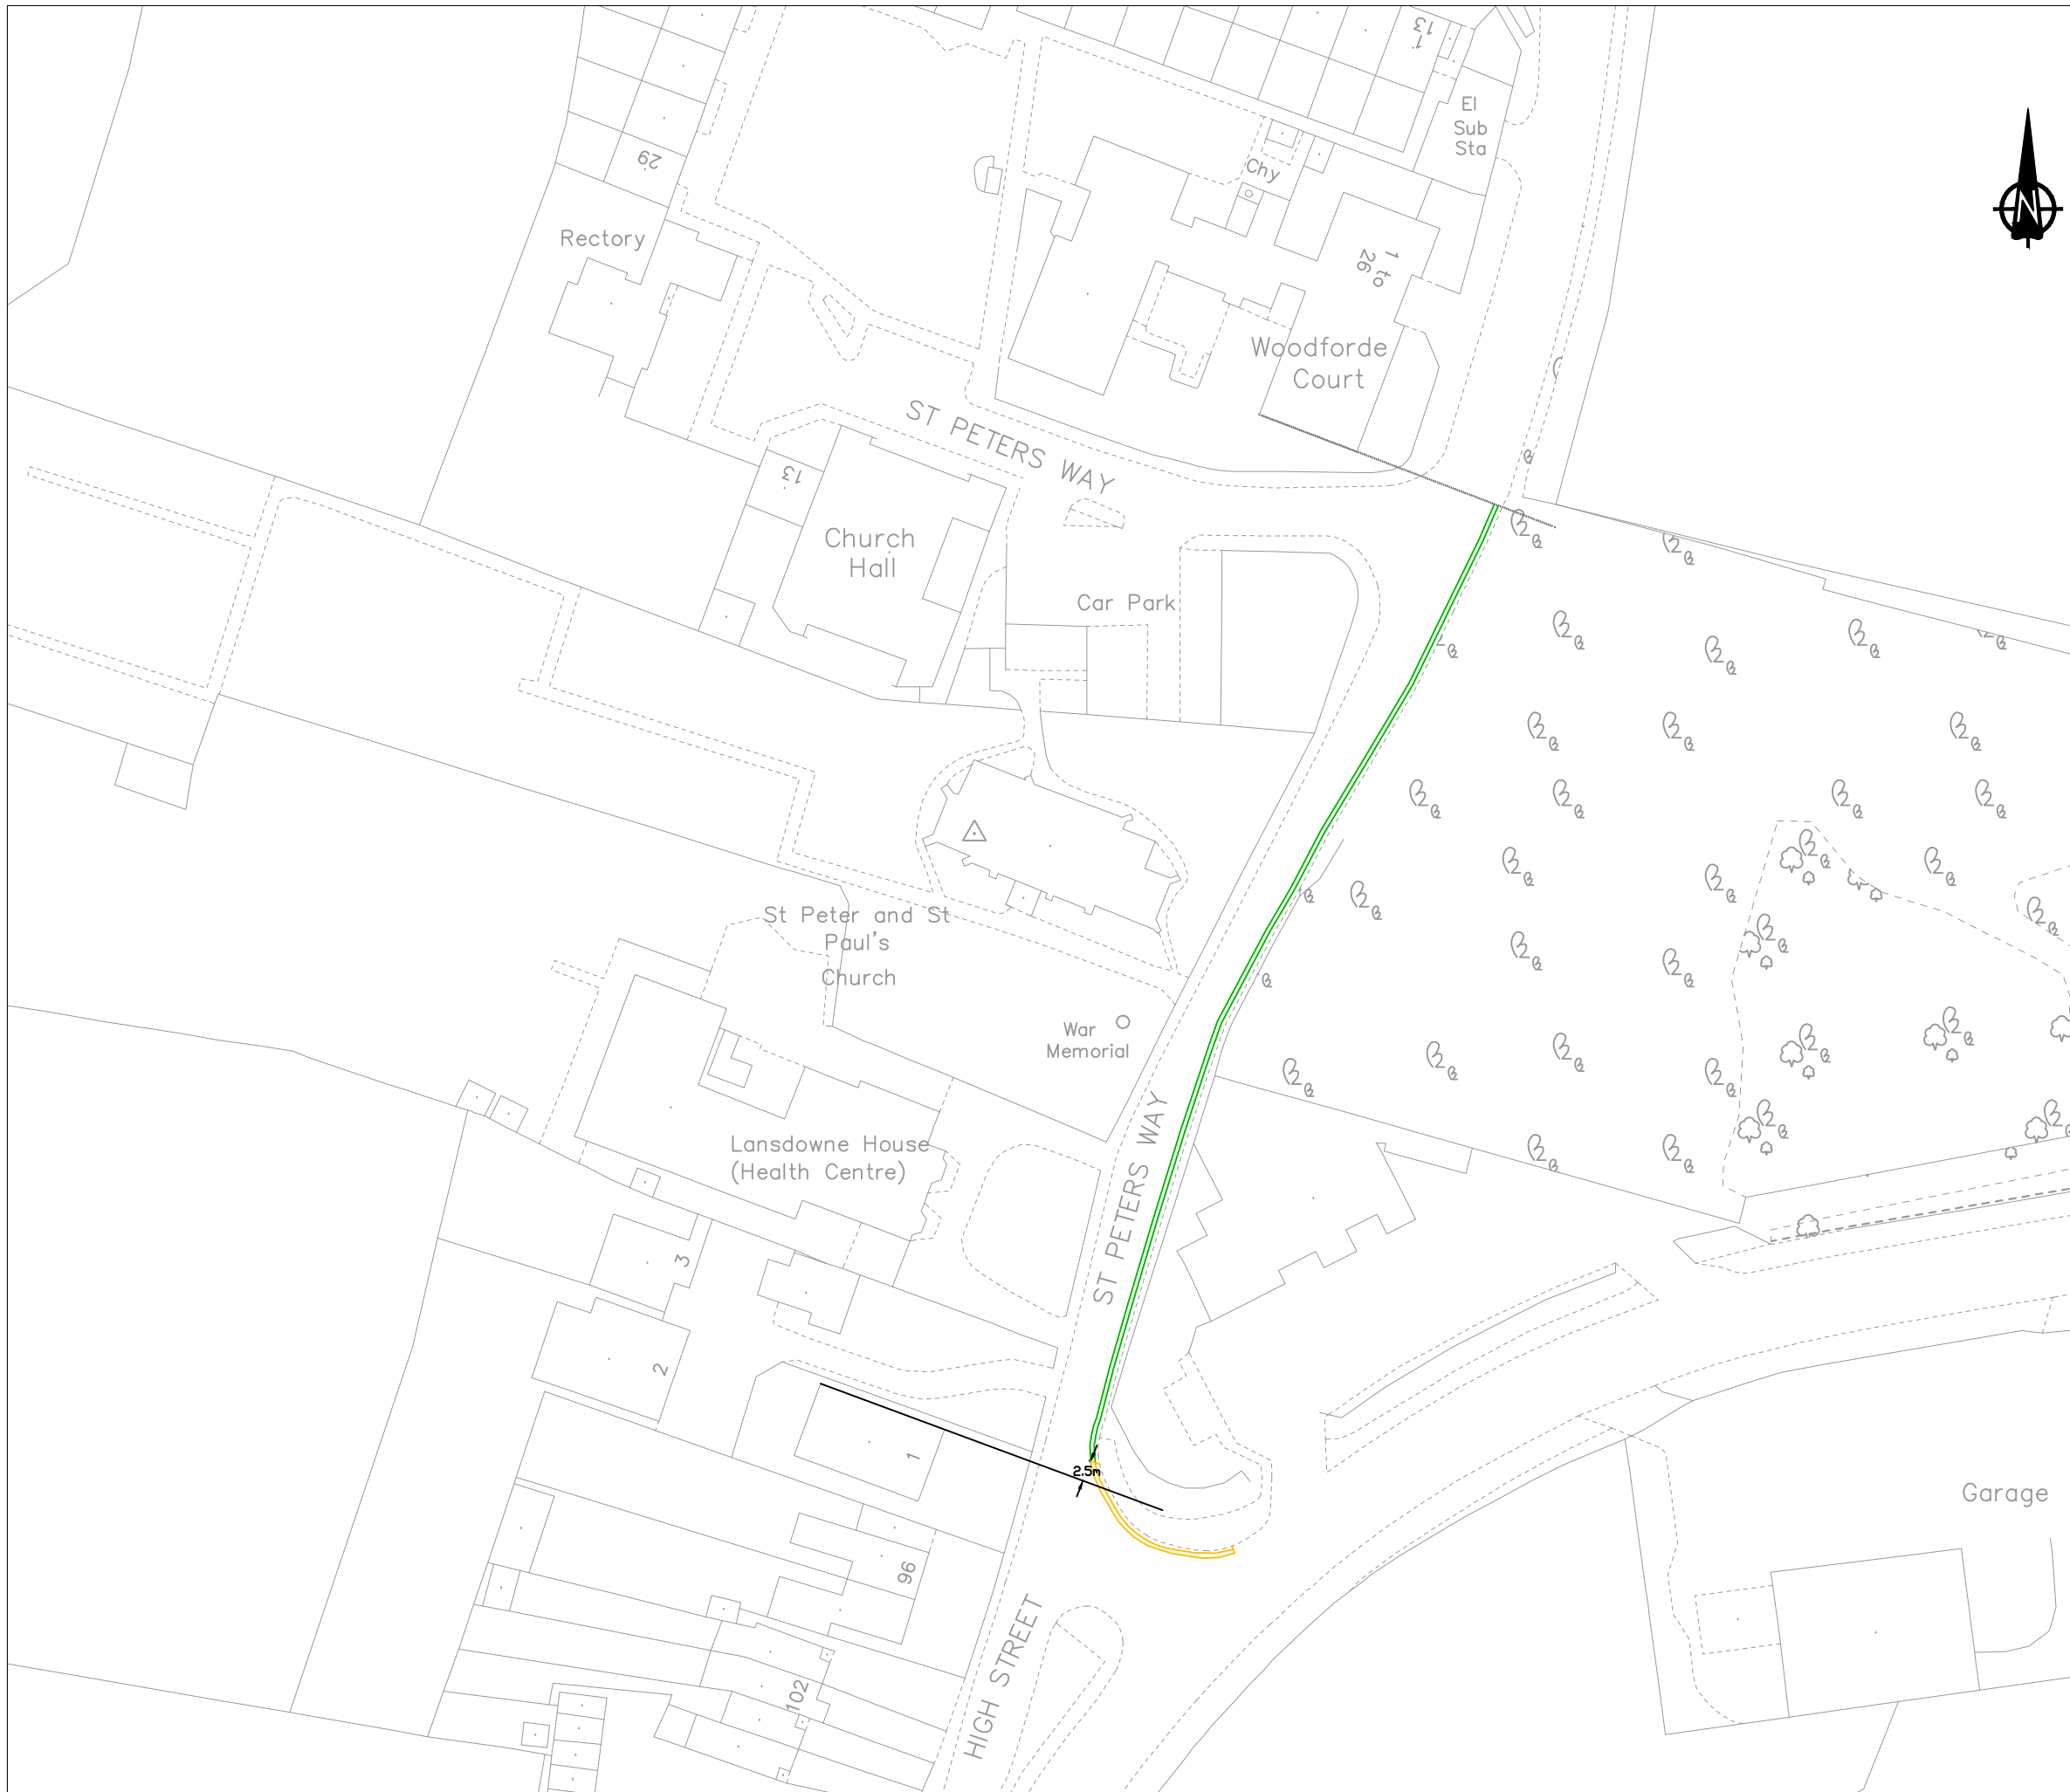 13
1
El
Sub
Sta
29
Chy
N
Rectory
1 to
26
Woodforde
Court
ST PETERS WAY
13
Church
Hall
Car Park
St Peter and St
Paul's
Church
War
Memorial
Lansdowne House
(Health Centre)
ST PETERS WAY
3
2
1
2.5m
Garage
96
HIGH STREET
102